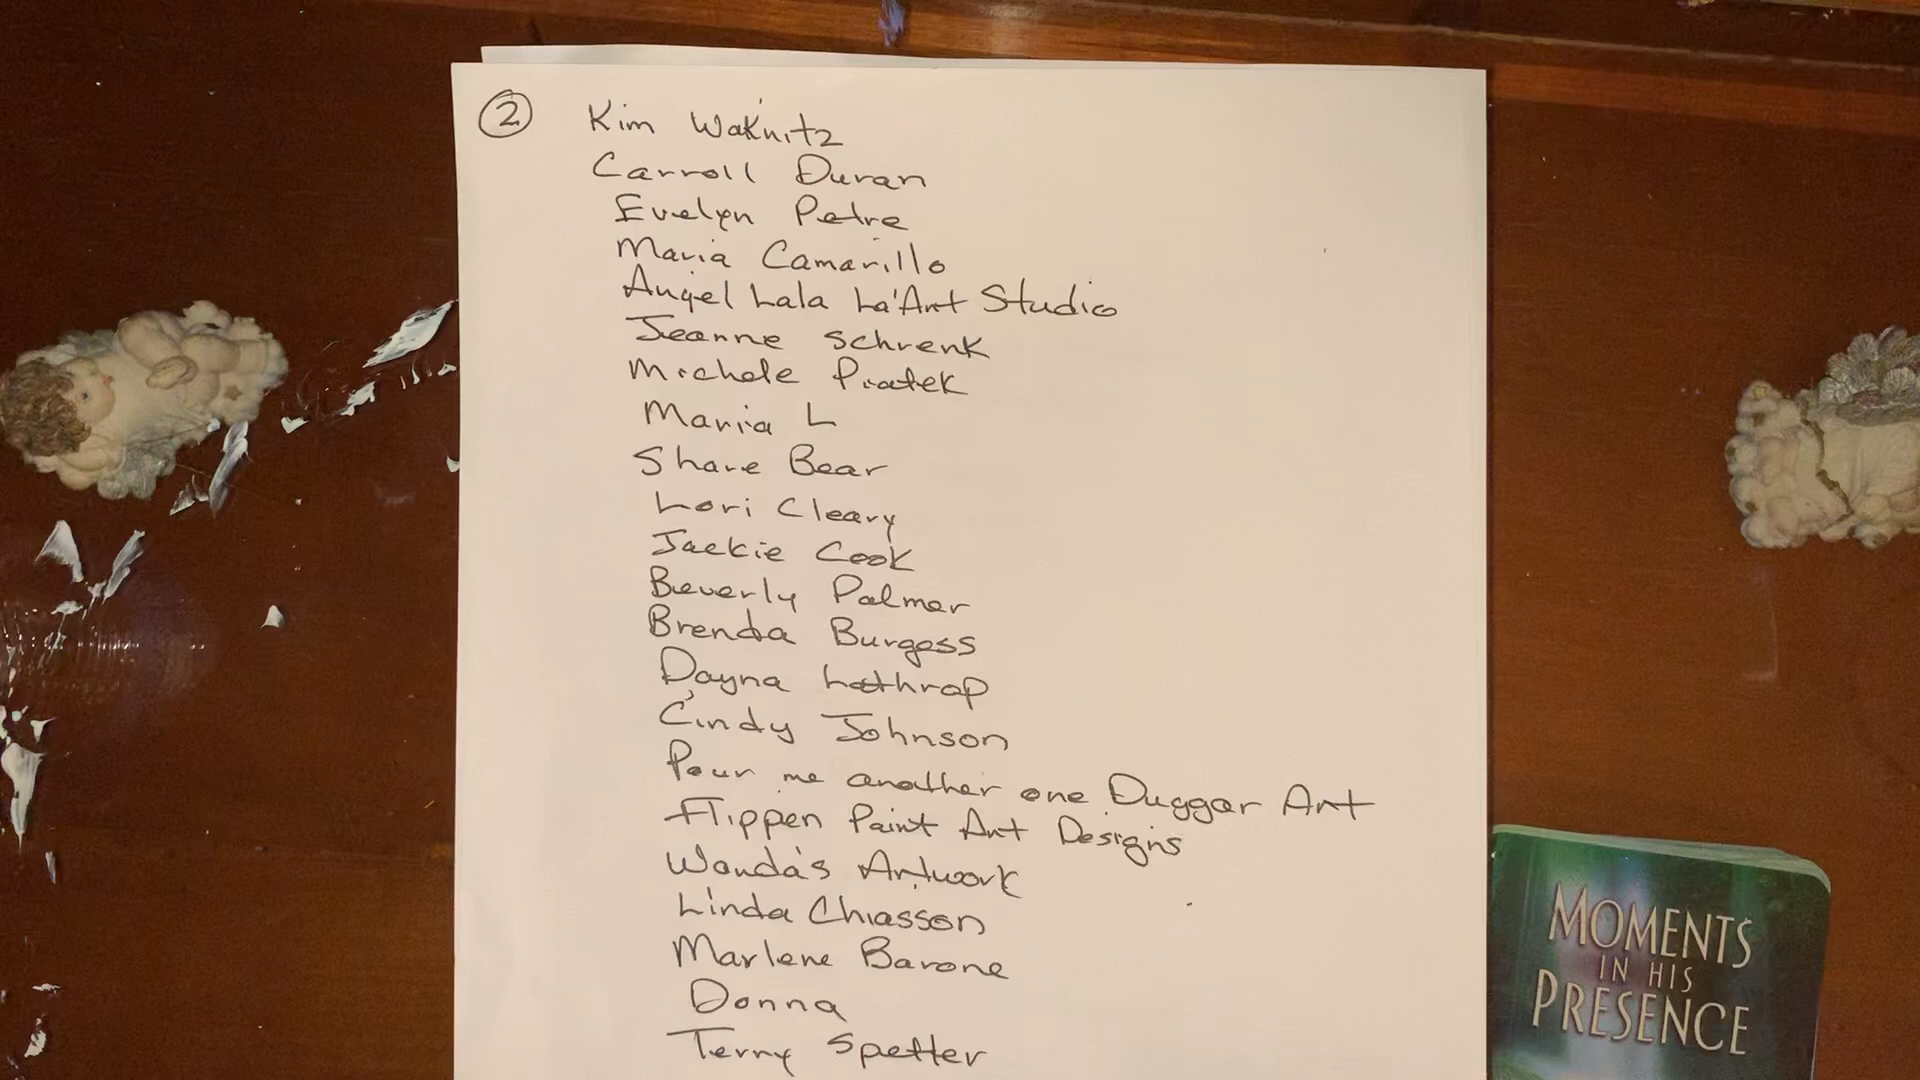 2 Kim Waknitz
Carroll Duran
Evelyn Petre
Maria Camarillo
Angel Lala La'Art Studio
Jeanne Schrenk
Michele Piatek
Maria L
Share Bear
Lori Cleary
Jackie Cook
Beverly Palmer
Brenda Burgess
Dayna Lothrop
Cindy Johnson
Pour me another one Duggar Art
Flippen Paint Art Designs
Wanda's Artwork
Linda Chiasson
Marlene Barone
Donna
Terry Spetter
MOMENTS
IN HIS
PRESENCE